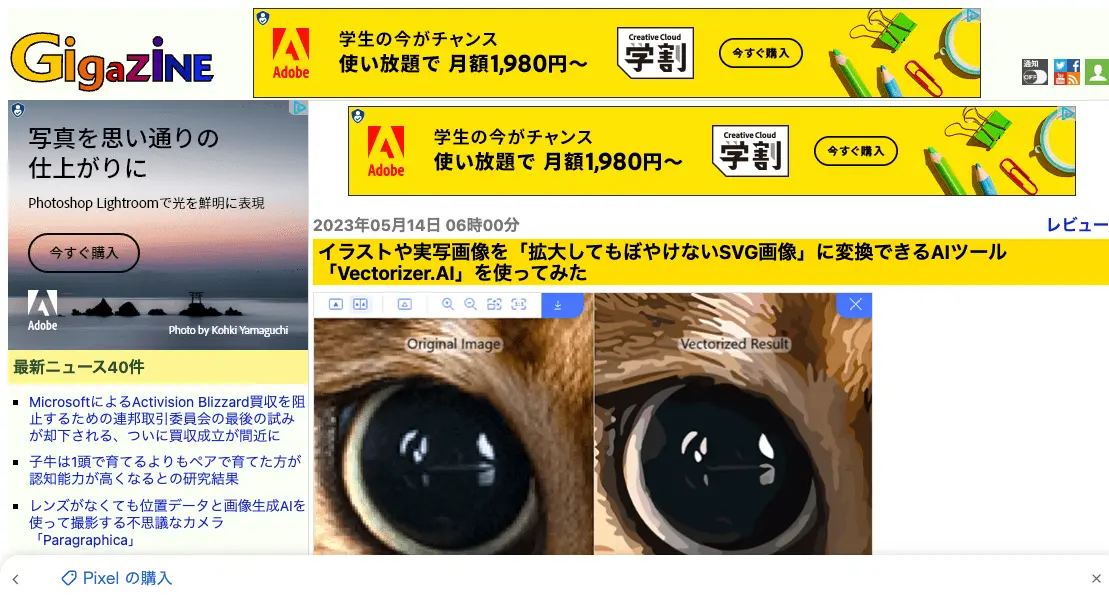 GigaZiNE
Adobe
学生の今がチャンス
使い放題で 月額1,980円〜
Creative Cloud
学割
今すぐ購入
通知
OFF
写真を思い通りの
仕上がりに
Photoshop Lightroomで光を鮮明に表現
今すぐ購入
Adobe
Photo by Kohki Yamaguchi
Adobe
学生の今がチャンス
使い放題で 月額1,980円〜
Creative Cloud
学割
今すぐ購入
2023年05月14日 06時00分
レビュー
イラストや実写画像を「拡大してもぼやけないSVG画像」に変換できるAIツール
「Vectorizer.AI」を使ってみた
Original Image
Vectorized Result
最新ニュース40件
MicrosoftによるActivision Blizzard買収を阻
止するための連邦取引委員会の最後の試み
が却下される、ついに買収成立が間近に
子牛は1頭で育てるよりもペアで育てた方が
認知能力が高くなるとの研究結果
レンズがなくても位置データと画像生成AIを
使って撮影する不思議なカメラ
「Paragraphica」
Pixel の購入